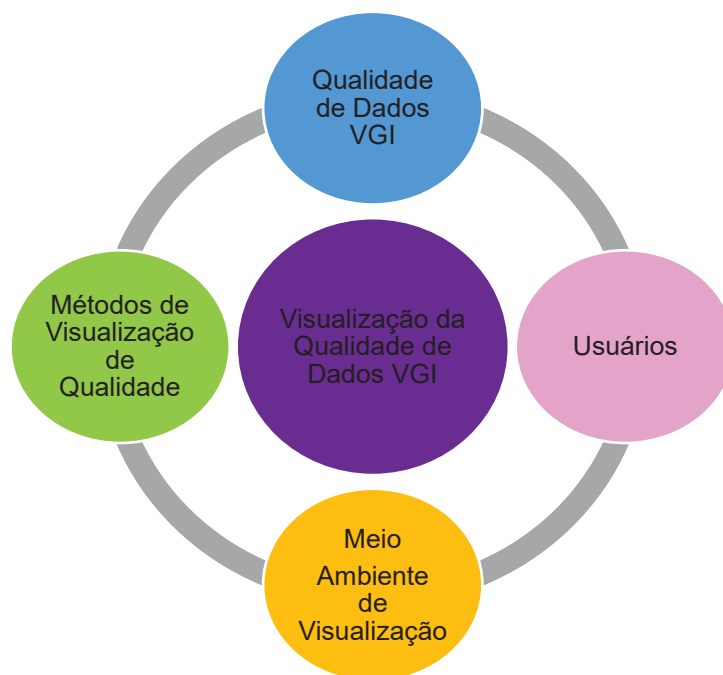 Qualidade
de Dados
VGI
Métodos de
Visualização
de
Qualidade
Visualização da
Qualidade de
Dados VGI
Usuários
Meio
Ambiente
de
Visualização